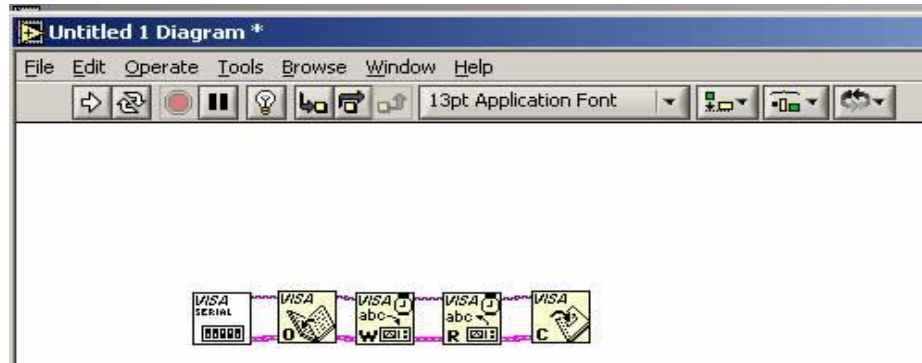 Untitled 1 Diagram *
File Edit Operate Tools Browse Window Help
13pt Application Font
VISA SERIAL
VISA O
VISA abc W
VISA abc R
VISA C